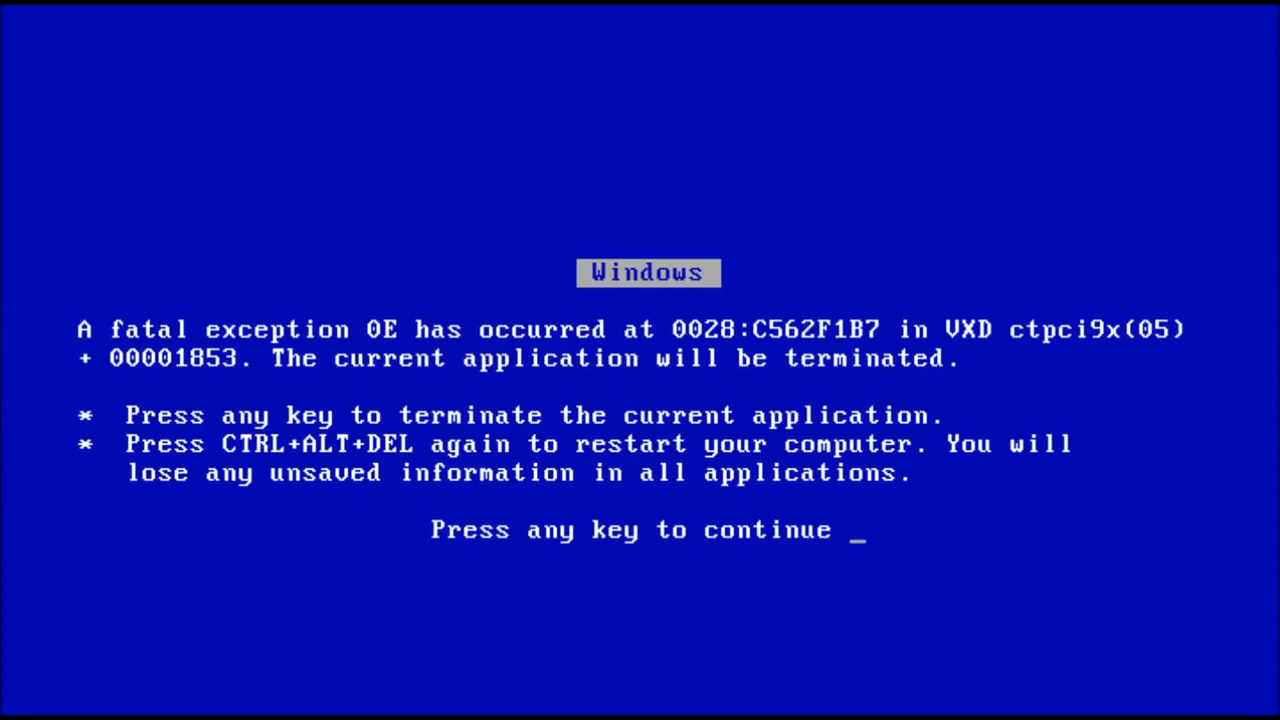 Windows
A fatal exception 0E has occurred at 0028:C562F1B7 in VXD ctpci9x(05)
+ 00001853. The current application will be terminated.
* Press any key to terminate the current application.
* Press CTRL+ALT+DEL again to restart your computer. You will
lose any unsaved information in all applications.
Press any key to continue _